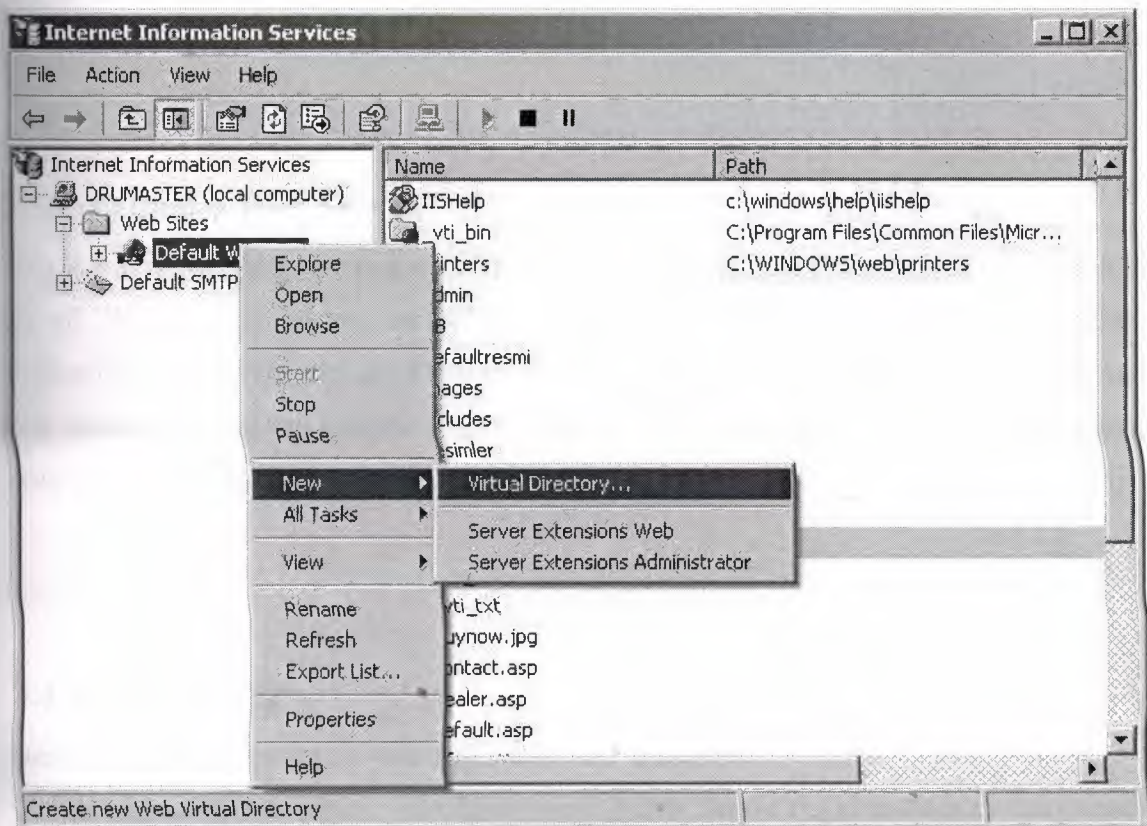 Internet Information Services
File Action View Help
Internet Information Services
DRUMASTER (local computer)
Web Sites
Default W
Default SMTP
Name Path
IISHelp c:\windows\help\iishelp
_vti_bin C:\Program Files\Common Files\Micr...
inters C:\WINDOWS\web\printers
dmin
B
efaultresmi
ages
cludes
simler
vti_txt
uynow.jpg
ontact.asp
ealer.asp
efault.asp
Explore
Open
Browse
Start
Stop
Pause
New
All Tasks
View
Rename
Refresh
Export List...
Properties
Help
Virtual Directory...
Server Extensions Web
Server Extensions Administrator
Create new Web Virtual Directory